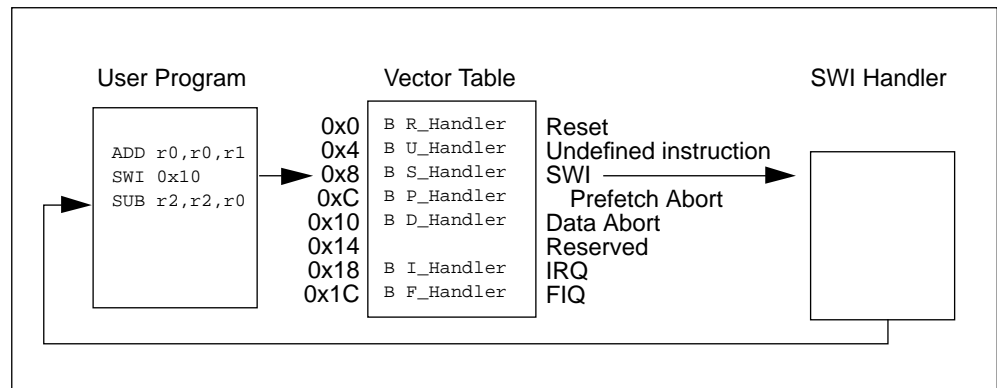 User Program
ADD r0,r0,r1
SWI 0x10
SUB r2,r2,r0
Vector Table
0x0 B R_Handler Reset
0x4 B U_Handler Undefined instruction
0x8 B S_Handler SWI
0xC B P_Handler Prefetch Abort
0x10 B D_Handler Data Abort
0x14 Reserved
0x18 B I_Handler IRQ
0x1C B F_Handler FIQ
SWI Handler